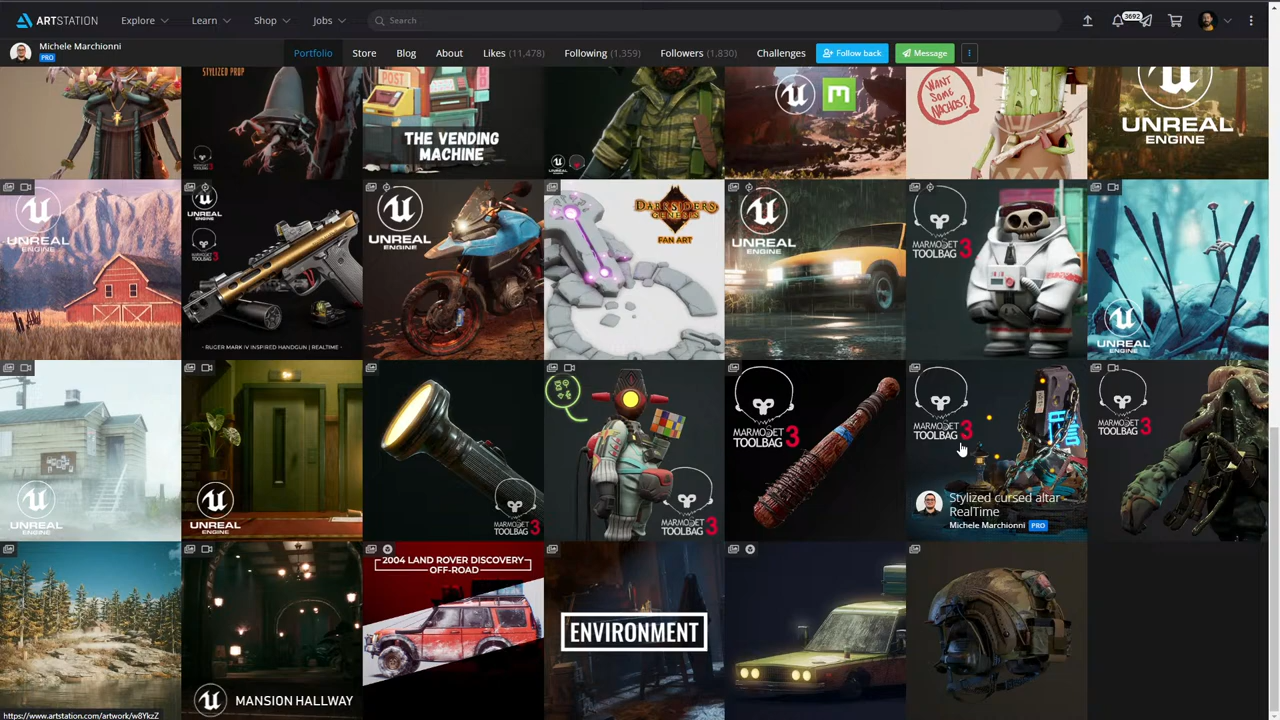 ARTSTATION
Explore
Learn
Shop
Jobs
Search
3692
Michele Marchionni
PRO
Portfolio
Store
Blog
About
Likes (11,478)
Following (1,359)
Followers (1,830)
Challenges
Follow back
Message
STYLIZED PROP
POST
THE VENDING
MACHINE
WANT
SOME
NACHOS?
UNREAL
ENGINE
UNREAL
ENGINE
UNREAL
ENGINE
MARMOSET
TOOLBAG 3
- RUGER MARK IV INSPIRED HANDGUN | REALTIME -
UNREAL
ENGINE
DARKSIDERS
GENESIS
FAN ART
UNREAL
ENGINE
MARMOSET
TOOLBAG 3
UNREAL
ENGINE
UNREAL
ENGINE
UNREAL
ENGINE
MARMOSET
TOOLBAG 3
MARMOSET
TOOLBAG 3
MARMOSET
TOOLBAG 3
MARMOSET
TOOLBAG 3
Stylized cursed altar
RealTime
Michele Marchionni PRO
MARMOSET
TOOLBAG 3
MANSION HALLWAY
2004 LAND ROVER DISCOVERY
OFF-ROAD
ENVIRONMENT
https://www.artstation.com/artwork/w8YkzZ